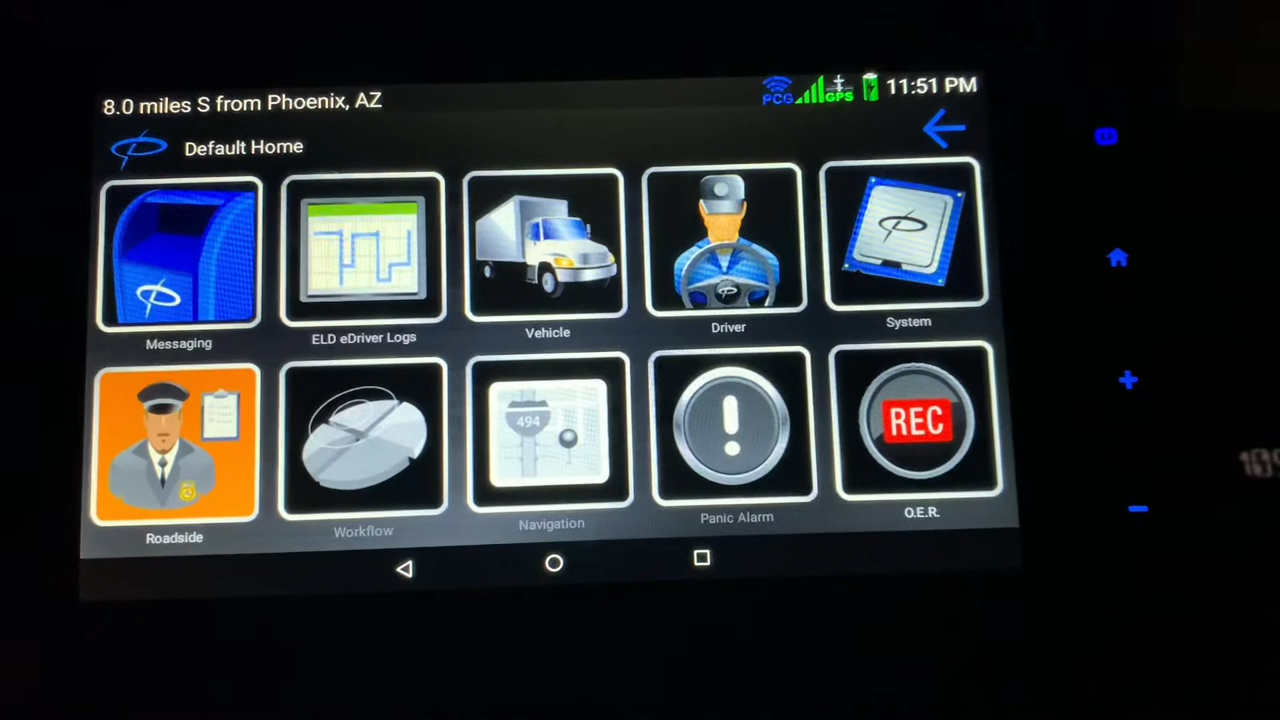 8.0 miles S from Phoenix, AZ
PCG GPS 11:51 PM
Default Home
Messaging
ELD eDriver Logs
Vehicle
Driver
System
494
REC
Roadside
Workflow
Navigation
Panic Alarm
O.E.R.